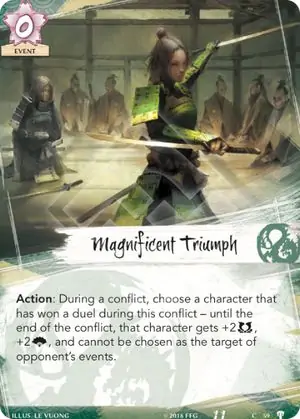 0
EVENT
Magnificent Triumph
Action: During a conflict, choose a character that
has won a duel during this conflict – until the
end of the conflict, that character gets +2,
+2, and cannot be chosen as the target of
opponent's events.
ILLUS. LE VUONG
©2018 FFG
C 59